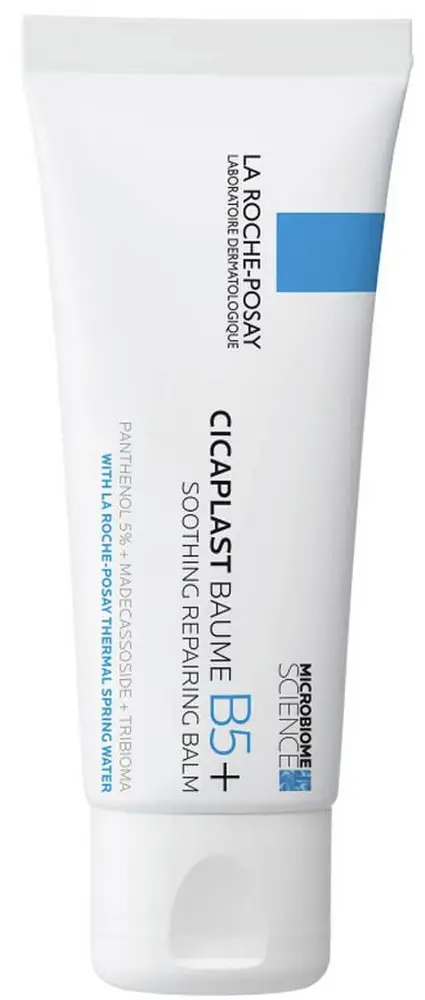 LA ROCHE-POSAY
LABORATOIRE DERMATOLOGIQUE
CICAPLAST BAUME B5+
SOOTHING REPAIRING BALM
PANTHENOL 5% + MADECASSOSIDE + TRIBIOMA
WITH LA ROCHE-POSAY THERMAL SPRING WATER
MICROBIOME
SCIENCE